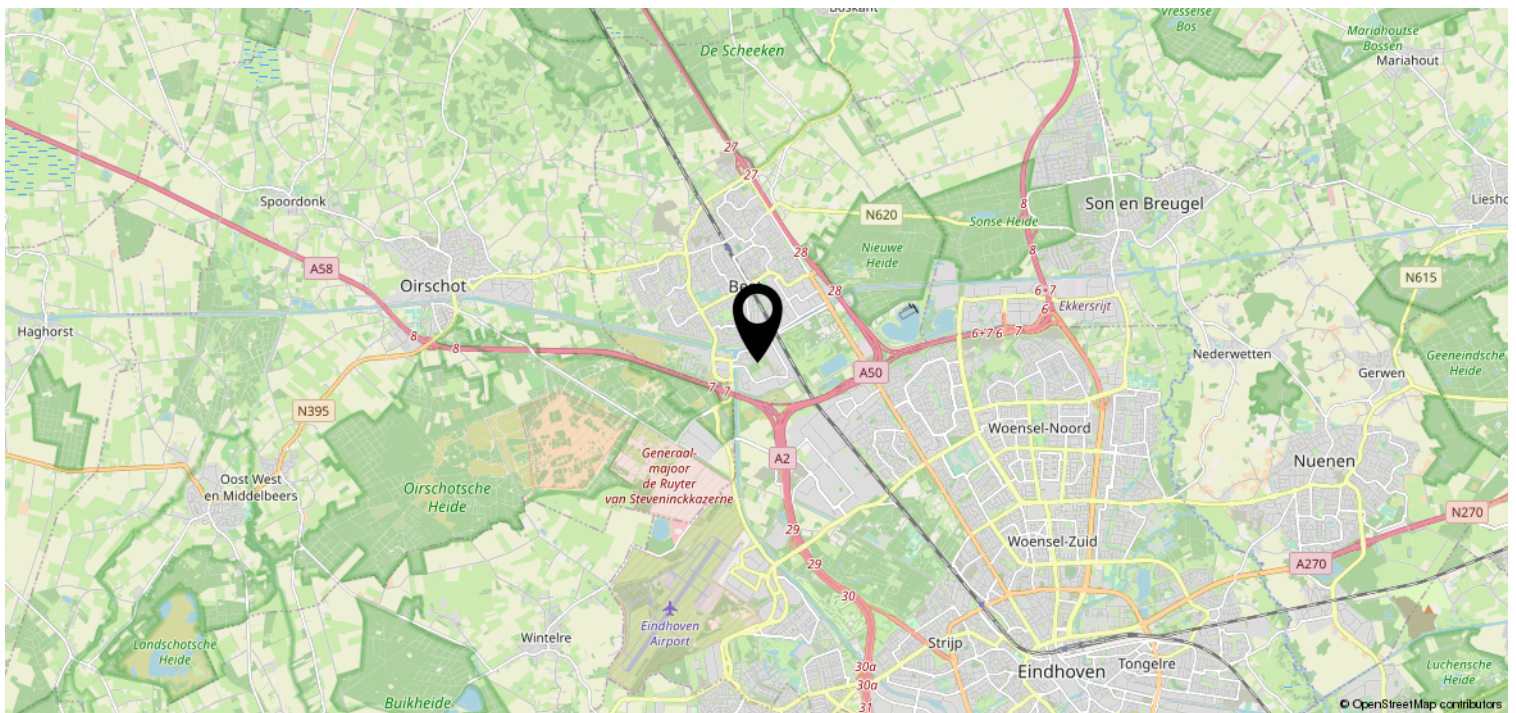 Boskant
Vresselse
Bos
Mariahoutse
Bossen
Mariahout
De Scheeken
27
27
Spoordonk
8
Son en Breugel
Liesho
N620
Sonse Heide
Nieuwe
Heide
28
8
A58
Oirschot
28
6+7
N615
Ekkersrijt
6
Haghorst
8
8
6+7
6
7
Nederwetten
Geeneindsche
Heide
Gerwen
A50
7
7
N395
Woensel-Noord
Generaal-
majoor
de Ruyter
van Steveninckkazerne
A2
Nuenen
Oost West
en Middelbeers
Oirschotsche
Heide
N270
29
Woensel-Zuid
29
A270
30
Eindhoven
Airport
Wintelre
Landschotsche
Heide
Strijp
30a
Eindhoven
Tongelre
Luchensche
Heide
30a
Buikheide
31
© OpenStreetMap contributors